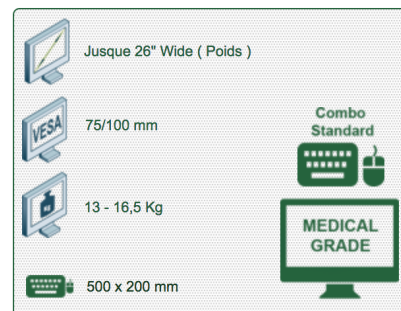 Jusque 26" Wide ( Poids )
VESA
75/100 mm
Combo
Standard
13 - 16,5 Kg
MEDICAL
GRADE
500 x 200 mm